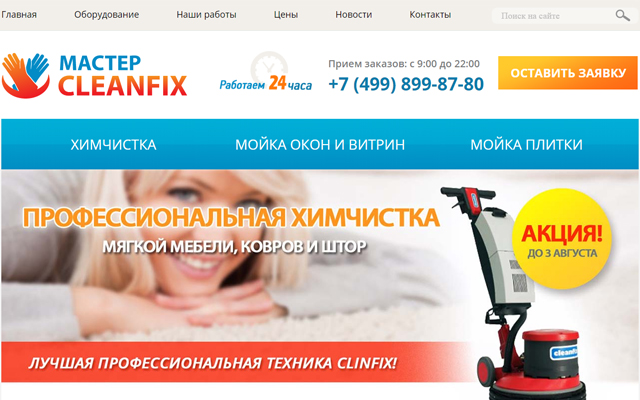 Главная Оборудование Наши работы Цены Новости Контакты Поиск на сайте
МАСТЕР
CLEANFIX
Работаем 24 часа
Прием заказов: с 9:00 до 22:00
+7 (499) 899-87-80
ОСТАВИТЬ ЗАЯВКУ
ХИМЧИСТКА МОЙКА ОКОН И ВИТРИН МОЙКА ПЛИТКИ
ПРОФЕССИОНАЛЬНАЯ ХИМЧИСТКА
МЯГКОЙ МЕБЕЛИ, КОВРОВ И ШТОР
АКЦИЯ!
ДО 3 АВГУСТА
cleanfix
ЛУЧШАЯ ПРОФЕССИОНАЛЬНАЯ ТЕХНИКА CLINFIX!